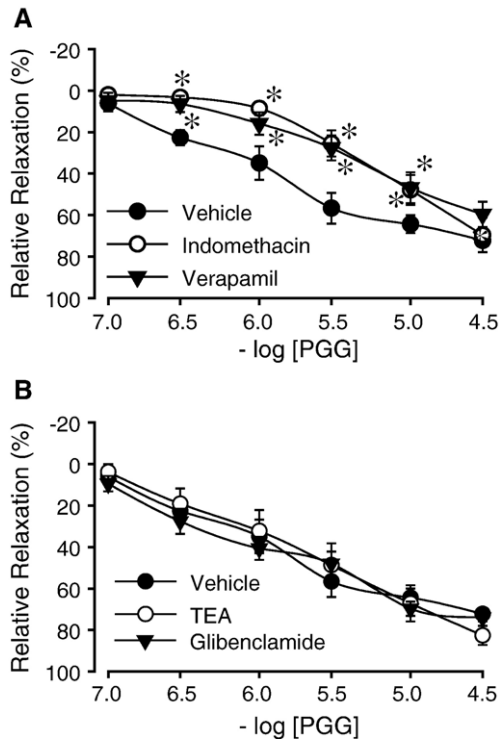 A
Relative Relaxation (%)
-20
0
20
40
60
80
100
* * * *
* * * *
*
Vehicle
Indomethacin
Verapamil
7.0 6.5 6.0 5.5 5.0 4.5
- log [PGG]
B
Relative Relaxation (%)
-20
0
20
40
60
80
100
Vehicle
TEA
Glibenclamide
7.0 6.5 6.0 5.5 5.0 4.5
- log [PGG]